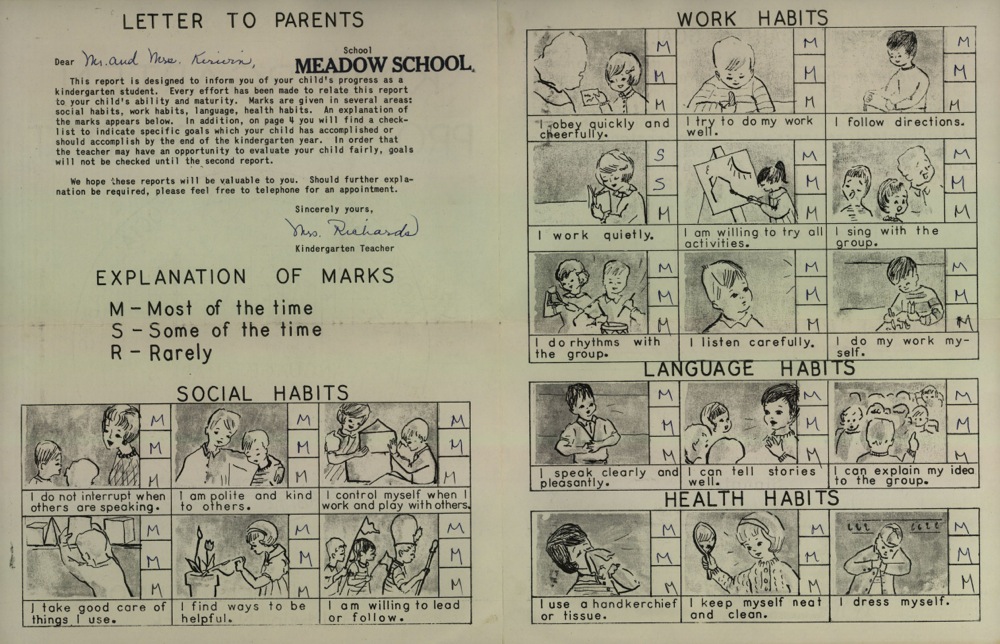 LETTER TO PARENTS
School
Dear Mr. and Mrs. Kirwin,
MEADOW SCHOOL.
This report is designed to inform you of your child's progress as a
kindergarten student. Every effort has been made to relate this report
to your child's ability and maturity. Marks are given in several areas:
social habits, work habits, language, health habits. An explanation of
the marks appears below. In addition, on page 4 you will find a check-
list to indicate specific goals which your child has accomplished or
should accomplish by the end of the kindergarten year. In order that
the teacher may have an opportunity to evaluate your child fairly, goals
will not be checked until the second report.
We hope these reports will be valuable to you. Should further expla-
nation be required, please feel free to telephone for an appointment.
Sincerely yours,
Mrs. Richards
Kindergarten Teacher
EXPLANATION OF MARKS
M - Most of the time
S - Some of the time
R - Rarely
SOCIAL HABITS
M M M
M M M
M M M
I do not interrupt when
others are speaking.
I am polite and kind
to others.
I control myself when I
work and play with others.
M M M
M M M
M M M
I take good care of
things I use.
I find ways to be
helpful.
I am willing to lead
or follow.
WORK HABITS
M M M
M M M
M M M
I obey quickly and
cheerfully.
I try to do my work
well.
I follow directions.
S M M
S M M
M M
I work quietly.
I am willing to try all
activities.
I sing with the
group.
M M M
M M M
M M M
I do rhythms with
the group.
I listen carefully.
I do my work my-
self.
LANGUAGE HABITS
M M M
M M M
M M M
I speak clearly and
pleasantly.
I can tell stories
well.
I can explain my idea
to the group.
HEALTH HABITS
M M M
M M M
M M M
I use a handkerchief
or tissue.
I keep myself neat
and clean.
I dress myself.